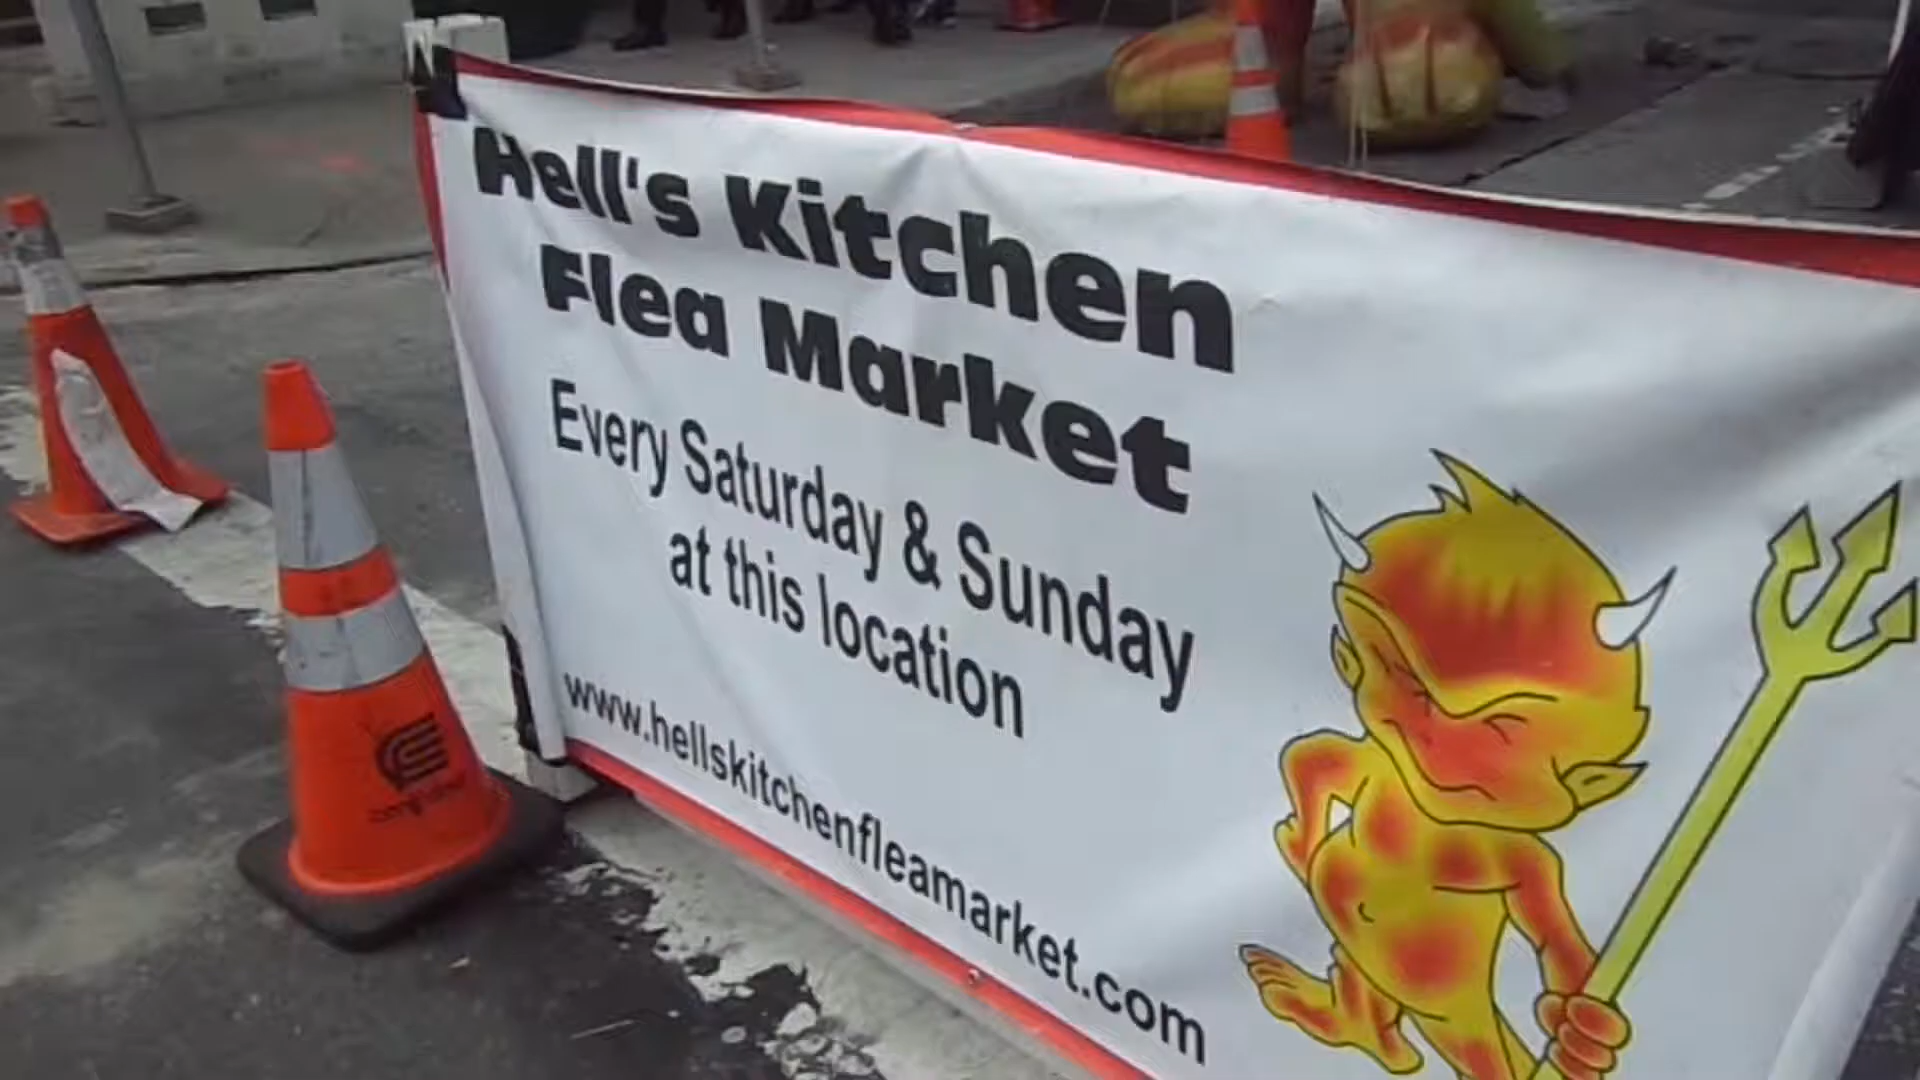 Hell's Kitchen
Flea Market
Every Saturday & Sunday
at this location
www.hellskitchenfleamarket.com